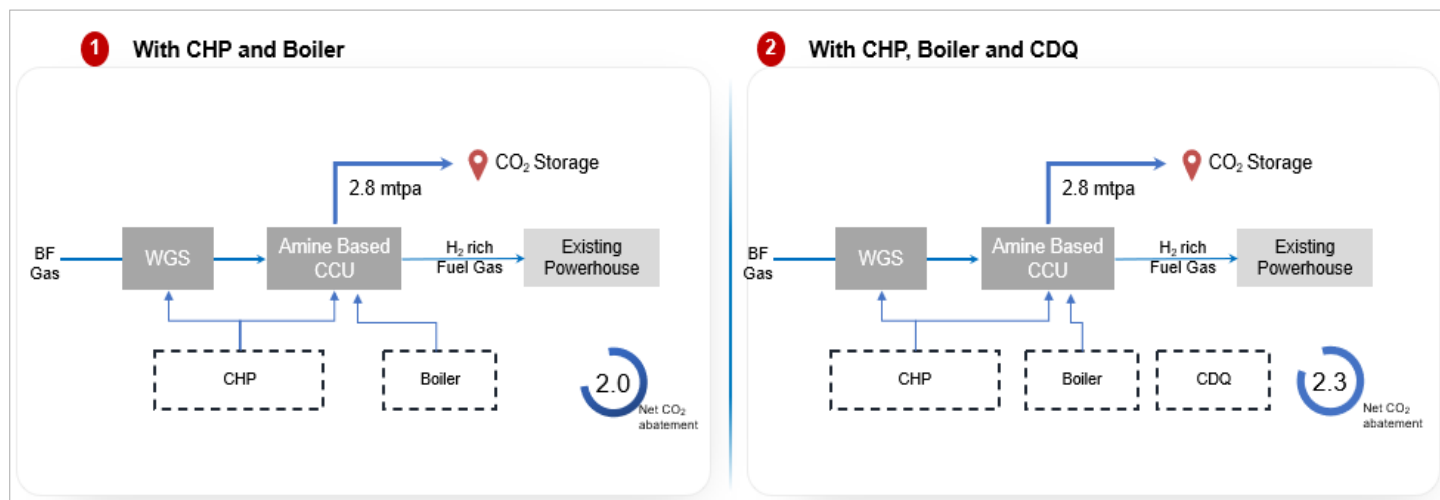 1 With CHP and Boiler
CO₂ Storage
2.8 mtpa
BF
Gas
WGS
Amine Based
CCU
H₂ rich
Fuel Gas
Existing
Powerhouse
CHP
Boiler
2.0
Net CO₂
abatement
2 With CHP, Boiler and CDQ
CO₂ Storage
2.8 mtpa
BF
Gas
WGS
Amine Based
CCU
H₂ rich
Fuel Gas
Existing
Powerhouse
CHP
Boiler
CDQ
2.3
Net CO₂
abatement